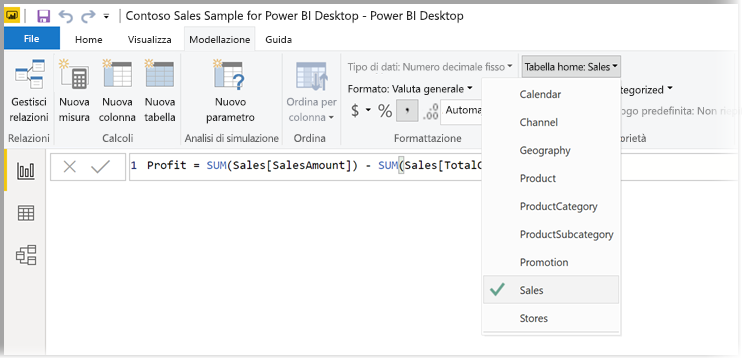 Contoso Sales Sample for Power BI Desktop - Power BI Desktop
File Home Visualizza Modellazione Guida
Tipo di dati: Numero decimale fisso Tabella home: Sales
Formato: Valuta generale tegorized
$ % , .00 Automa ogo predefinita: Non riep
Gestisci relazioni
Nuova misura
Nuova colonna
Nuova tabella
Nuovo parametro
Ordina per colonna
Relazioni Calcoli Analisi di simulazione Ordina Formattazione prietà
1 Profit = SUM(Sales[SalesAmount]) - SUM(Sales[TotalC
Calendar
Channel
Geography
Product
ProductCategory
ProductSubcategory
Promotion
Sales
Stores